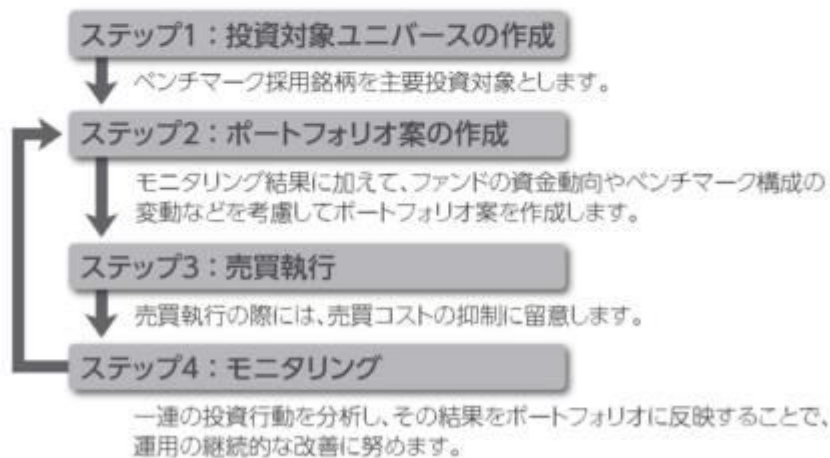 ステップ1：投資対象ユニバースの作成
ベンチマーク採用銘柄を主要投資対象とします。
ステップ2：ポートフォリオ案の作成
モニタリング結果に加えて、ファンドの資金動向やベンチマーク構成の
変動などを考慮してポートフォリオ案を作成します。
ステップ3：売買執行
売買執行の際には、売買コストの抑制に留意します。
ステップ4：モニタリング
一連の投資行動を分析し、その結果をポートフォリオに反映することで、
運用の継続的な改善に努めます。